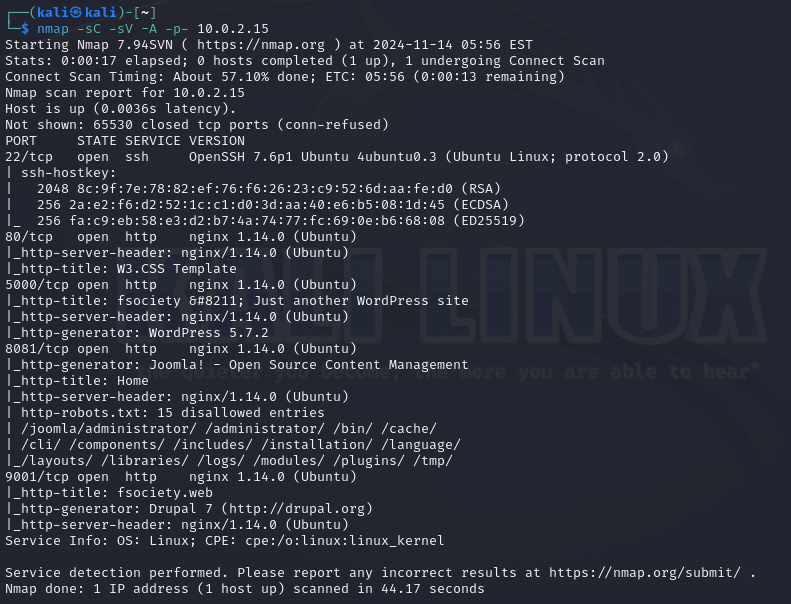 ┌──(kali㉿kali)-[~]
└─$ nmap -sC -sV -A -p- 10.0.2.15
Starting Nmap 7.94SVN ( https://nmap.org ) at 2024-11-14 05:56 EST
Stats: 0:00:17 elapsed; 0 hosts completed (1 up), 1 undergoing Connect Scan
Connect Scan Timing: About 57.10% done; ETC: 05:56 (0:00:13 remaining)
Nmap scan report for 10.0.2.15
Host is up (0.0036s latency).
Not shown: 65530 closed tcp ports (conn-refused)
PORT     STATE SERVICE VERSION
22/tcp   open  ssh     OpenSSH 7.6p1 Ubuntu 4ubuntu0.3 (Ubuntu Linux; protocol 2.0)
| ssh-hostkey:
|   2048 8c:9f:7e:78:82:ef:76:f6:26:23:c9:52:6d:aa:fe:d0 (RSA)
|   256 2a:e2:f6:d2:52:1c:c1:d0:3d:aa:40:e6:b5:08:1d:45 (ECDSA)
|_  256 fa:c9:eb:58:e3:d2:b7:4a:74:77:fc:69:0e:b6:68:08 (ED25519)
80/tcp   open  http    nginx 1.14.0 (Ubuntu)
|_http-server-header: nginx/1.14.0 (Ubuntu)
|_http-title: W3.CSS Template
5000/tcp open  http    nginx 1.14.0 (Ubuntu)
|_http-title: fsociety &#8211; Just another WordPress site
|_http-server-header: nginx/1.14.0 (Ubuntu)
|_http-generator: WordPress 5.7.2
8081/tcp open  http    nginx 1.14.0 (Ubuntu)
|_http-generator: Joomla! - Open Source Content Management
|_http-title: Home
|_http-server-header: nginx/1.14.0 (Ubuntu)
| http-robots.txt: 15 disallowed entries
| /joomla/administrator/ /administrator/ /bin/ /cache/
| /cli/ /components/ /includes/ /installation/ /language/
|_/layouts/ /libraries/ /logs/ /modules/ /plugins/ /tmp/
9001/tcp open  http    nginx 1.14.0 (Ubuntu)
|_http-title: fsociety.web
|_http-generator: Drupal 7 (http://drupal.org)
|_http-server-header: nginx/1.14.0 (Ubuntu)
Service Info: OS: Linux; CPE: cpe:/o:linux:linux_kernel

Service detection performed. Please report any incorrect results at https://nmap.org/submit/ .
Nmap done: 1 IP address (1 host up) scanned in 44.17 seconds
KALI LINUX
"the quieter you become, the more you are able to hear"